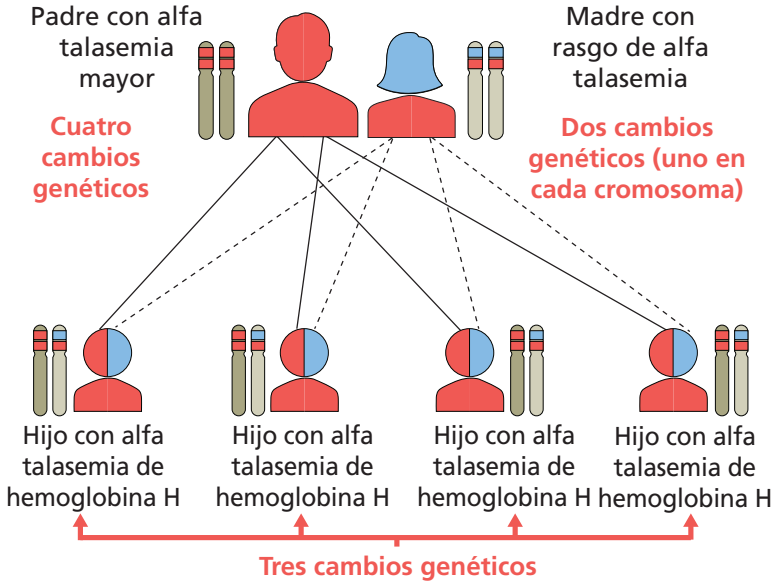 Padre con alfa
talasemia
mayor
Cuatro
cambios
genéticos
Madre con
rasgo de alfa
talasemia
Dos cambios
genéticos (uno en
cada cromosoma)
Hijo con alfa
talasemia de
hemoglobina H
Hijo con alfa
talasemia de
hemoglobina H
Hijo con alfa
talasemia de
hemoglobina H
Hijo con alfa
talasemia de
hemoglobina H
Tres cambios genéticos